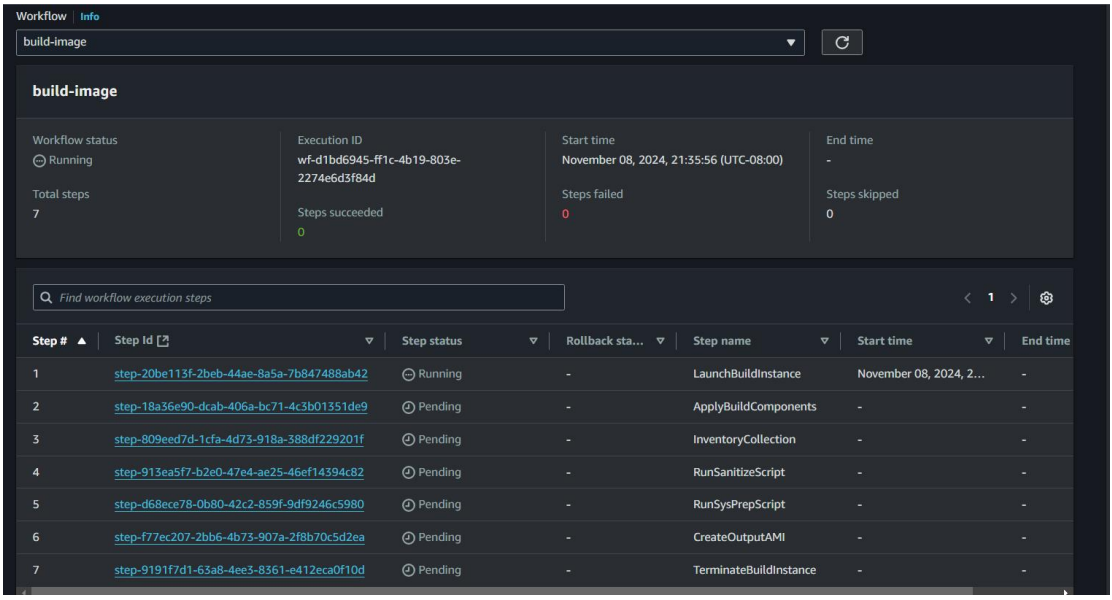 Workflow Info
build-image
build-image
Workflow status
Running
Total steps
7
Execution ID
wf-d1bd6945-ff1c-4b19-803e-
2274e6d3f84d
Steps succeeded
0
Start time
November 08, 2024, 21:35:56 (UTC-08:00)
Steps failed
0
End time
-
Steps skipped
0
Find workflow execution steps
1
Step # Step Id Step status Rollback sta... Step name Start time End time
1 step-20be113f-2beb-44ae-8a5a-7b847488ab42 Running - LaunchBuildInstance November 08, 2024, 2... -
2 step-18a36e90-dcab-406a-bc71-4c3b01351de9 Pending - ApplyBuildComponents - -
3 step-809eed7d-1cfa-4d73-918a-388df229201f Pending - InventoryCollection - -
4 step-913ea5f7-b2e0-47e4-ae25-46ef14394c82 Pending - RunSanitizeScript - -
5 step-d68ece78-0b80-42c2-859f-9df9246c5980 Pending - RunSysPrepScript - -
6 step-f77ec207-2bb6-4b73-907a-2f8b70c5d2ea Pending - CreateOutputAMI - -
7 step-9191f7d1-63a8-4ee3-8361-e412eca0f10d Pending - TerminateBuildInstance - -